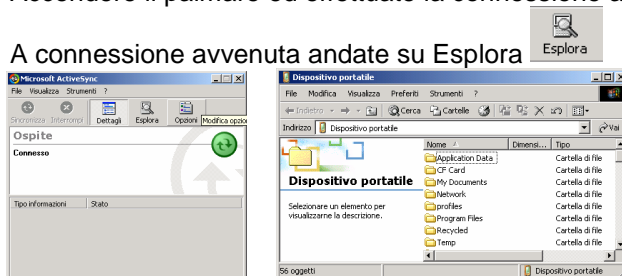 Accendere il palmare ed effettuate la connessione a
A connessione avvenuta andate su Esplora
Esplora
Microsoft ActiveSync
File Visualizza Strumenti ?
Sincronizza Interrompi Dettagli Esplora Opzioni Modifica opzio
Ospite
Connesso
Tipo informazioni Stato
Dispositivo portatile
File Modifica Visualizza Preferiti Strumenti ?
Indietro Cerca Cartelle
Indirizzo Dispositivo portatile Vai
Nome Dimensi... Tipo
Application Data Cartella di file
CF Card Cartella di file
My Documents Cartella di file
Network Cartella di file
profiles Cartella di file
Program Files Cartella di file
Recycled Cartella di file
Temp Cartella di file
Dispositivo portatile
Selezionare un elemento per
visualizzarne la descrizione.
56 oggetti Dispositivo portatile